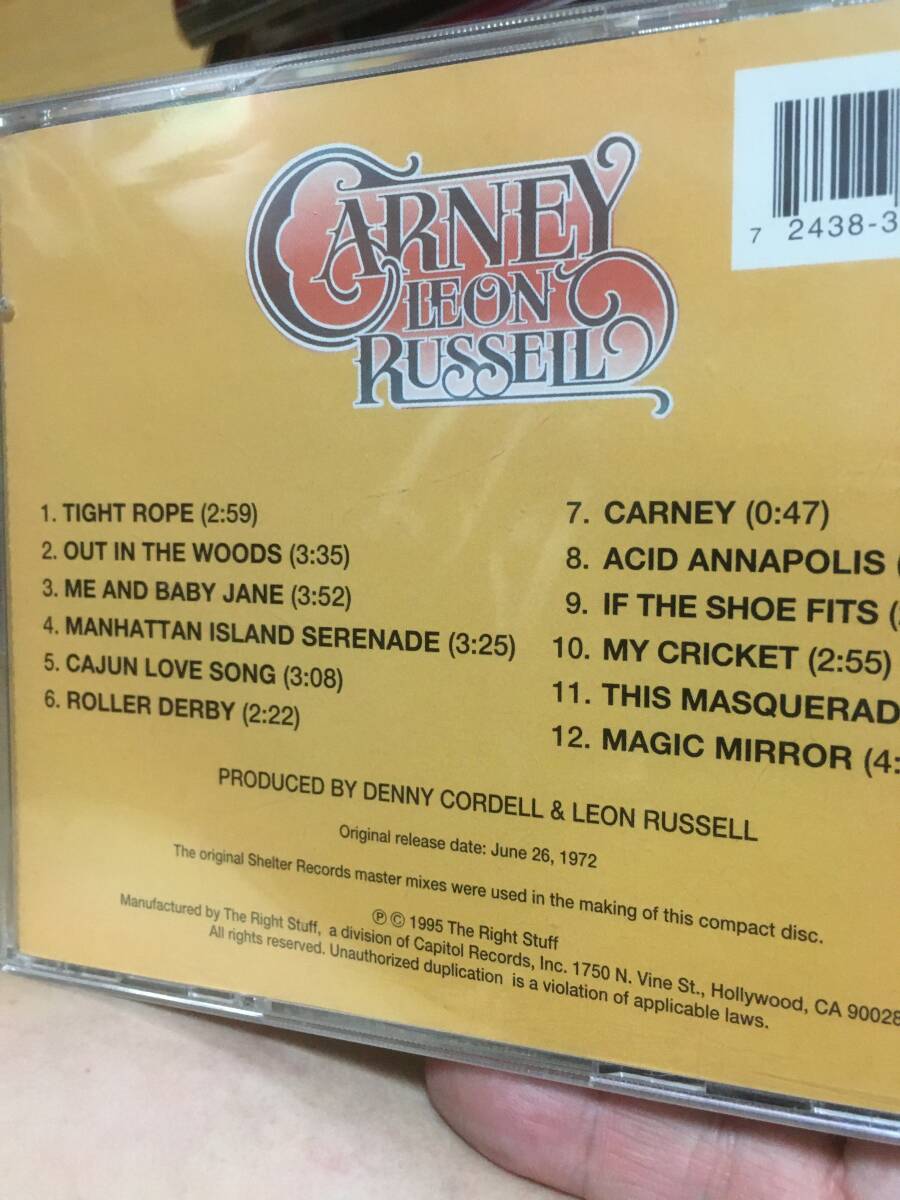 CARNEY
LEON
RUSSELL
7 2438-3
1. TIGHT ROPE (2:59)
2. OUT IN THE WOODS (3:35)
3. ME AND BABY JANE (3:52)
4. MANHATTAN ISLAND SERENADE (3:25)
5. CAJUN LOVE SONG (3:08)
6. ROLLER DERBY (2:22)
7. CARNEY (0:47)
8. ACID ANNAPOLIS (
9. IF THE SHOE FITS (
10. MY CRICKET (2:55)
11. THIS MASQUERAD
12. MAGIC MIRROR (4:
PRODUCED BY DENNY CORDELL & LEON RUSSELL
Original release date: June 26, 1972
The original Shelter Records master mixes were used in the making of this compact disc.
℗ © 1995 The Right Stuff
Manufactured by The Right Stuff, a division of Capitol Records, Inc. 1750 N. Vine St., Hollywood, CA 90028
All rights reserved. Unauthorized duplication is a violation of applicable laws.